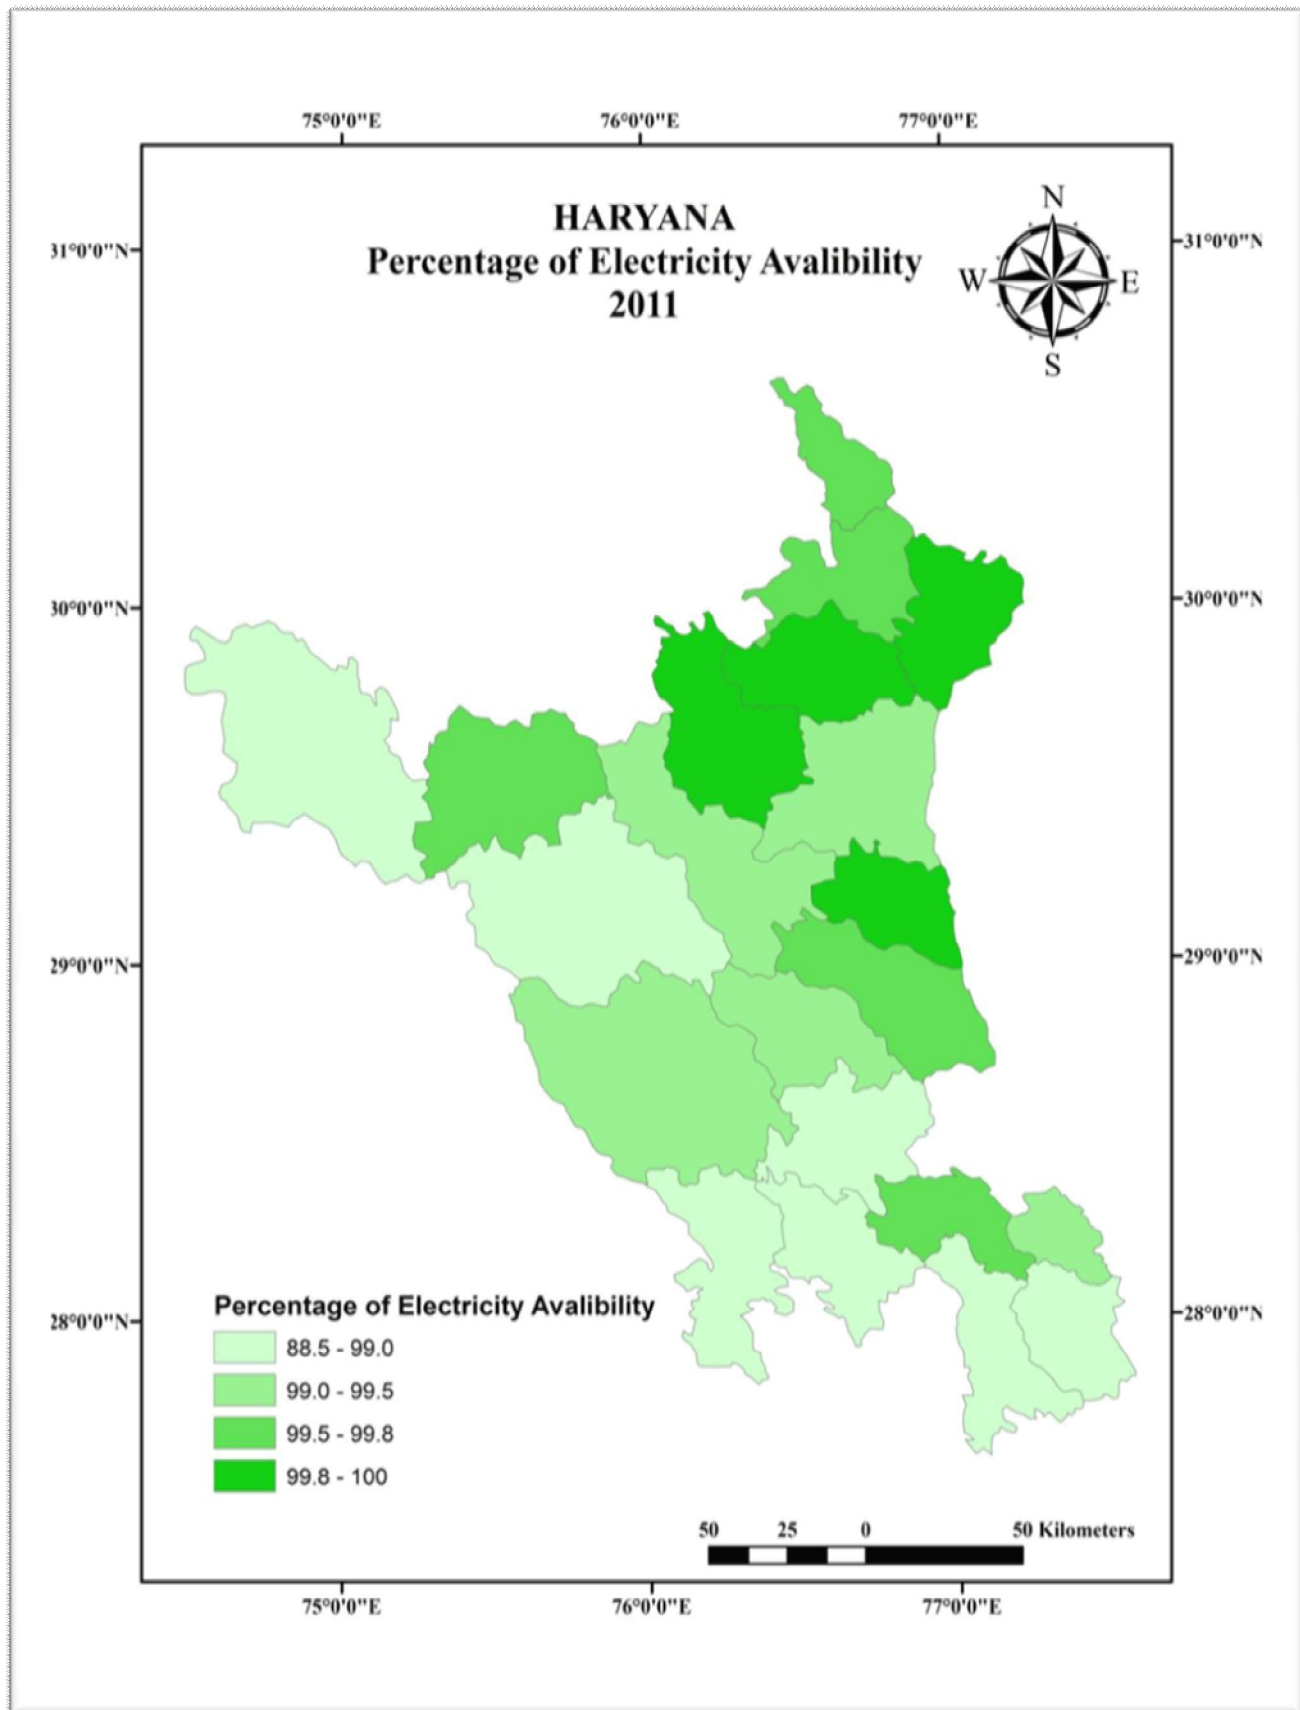 75°0'0"E 76°0'0"E 77°0'0"E
HARYANA
Percentage of Electricity Avalibility
2011
N
W E
S
31°0'0"N 31°0'0"N
30°0'0"N 30°0'0"N
29°0'0"N 29°0'0"N
28°0'0"N 28°0'0"N
Percentage of Electricity Avalibility
88.5 - 99.0
99.0 - 99.5
99.5 - 99.8
99.8 - 100
50 25 0 50 Kilometers
75°0'0"E 76°0'0"E 77°0'0"E